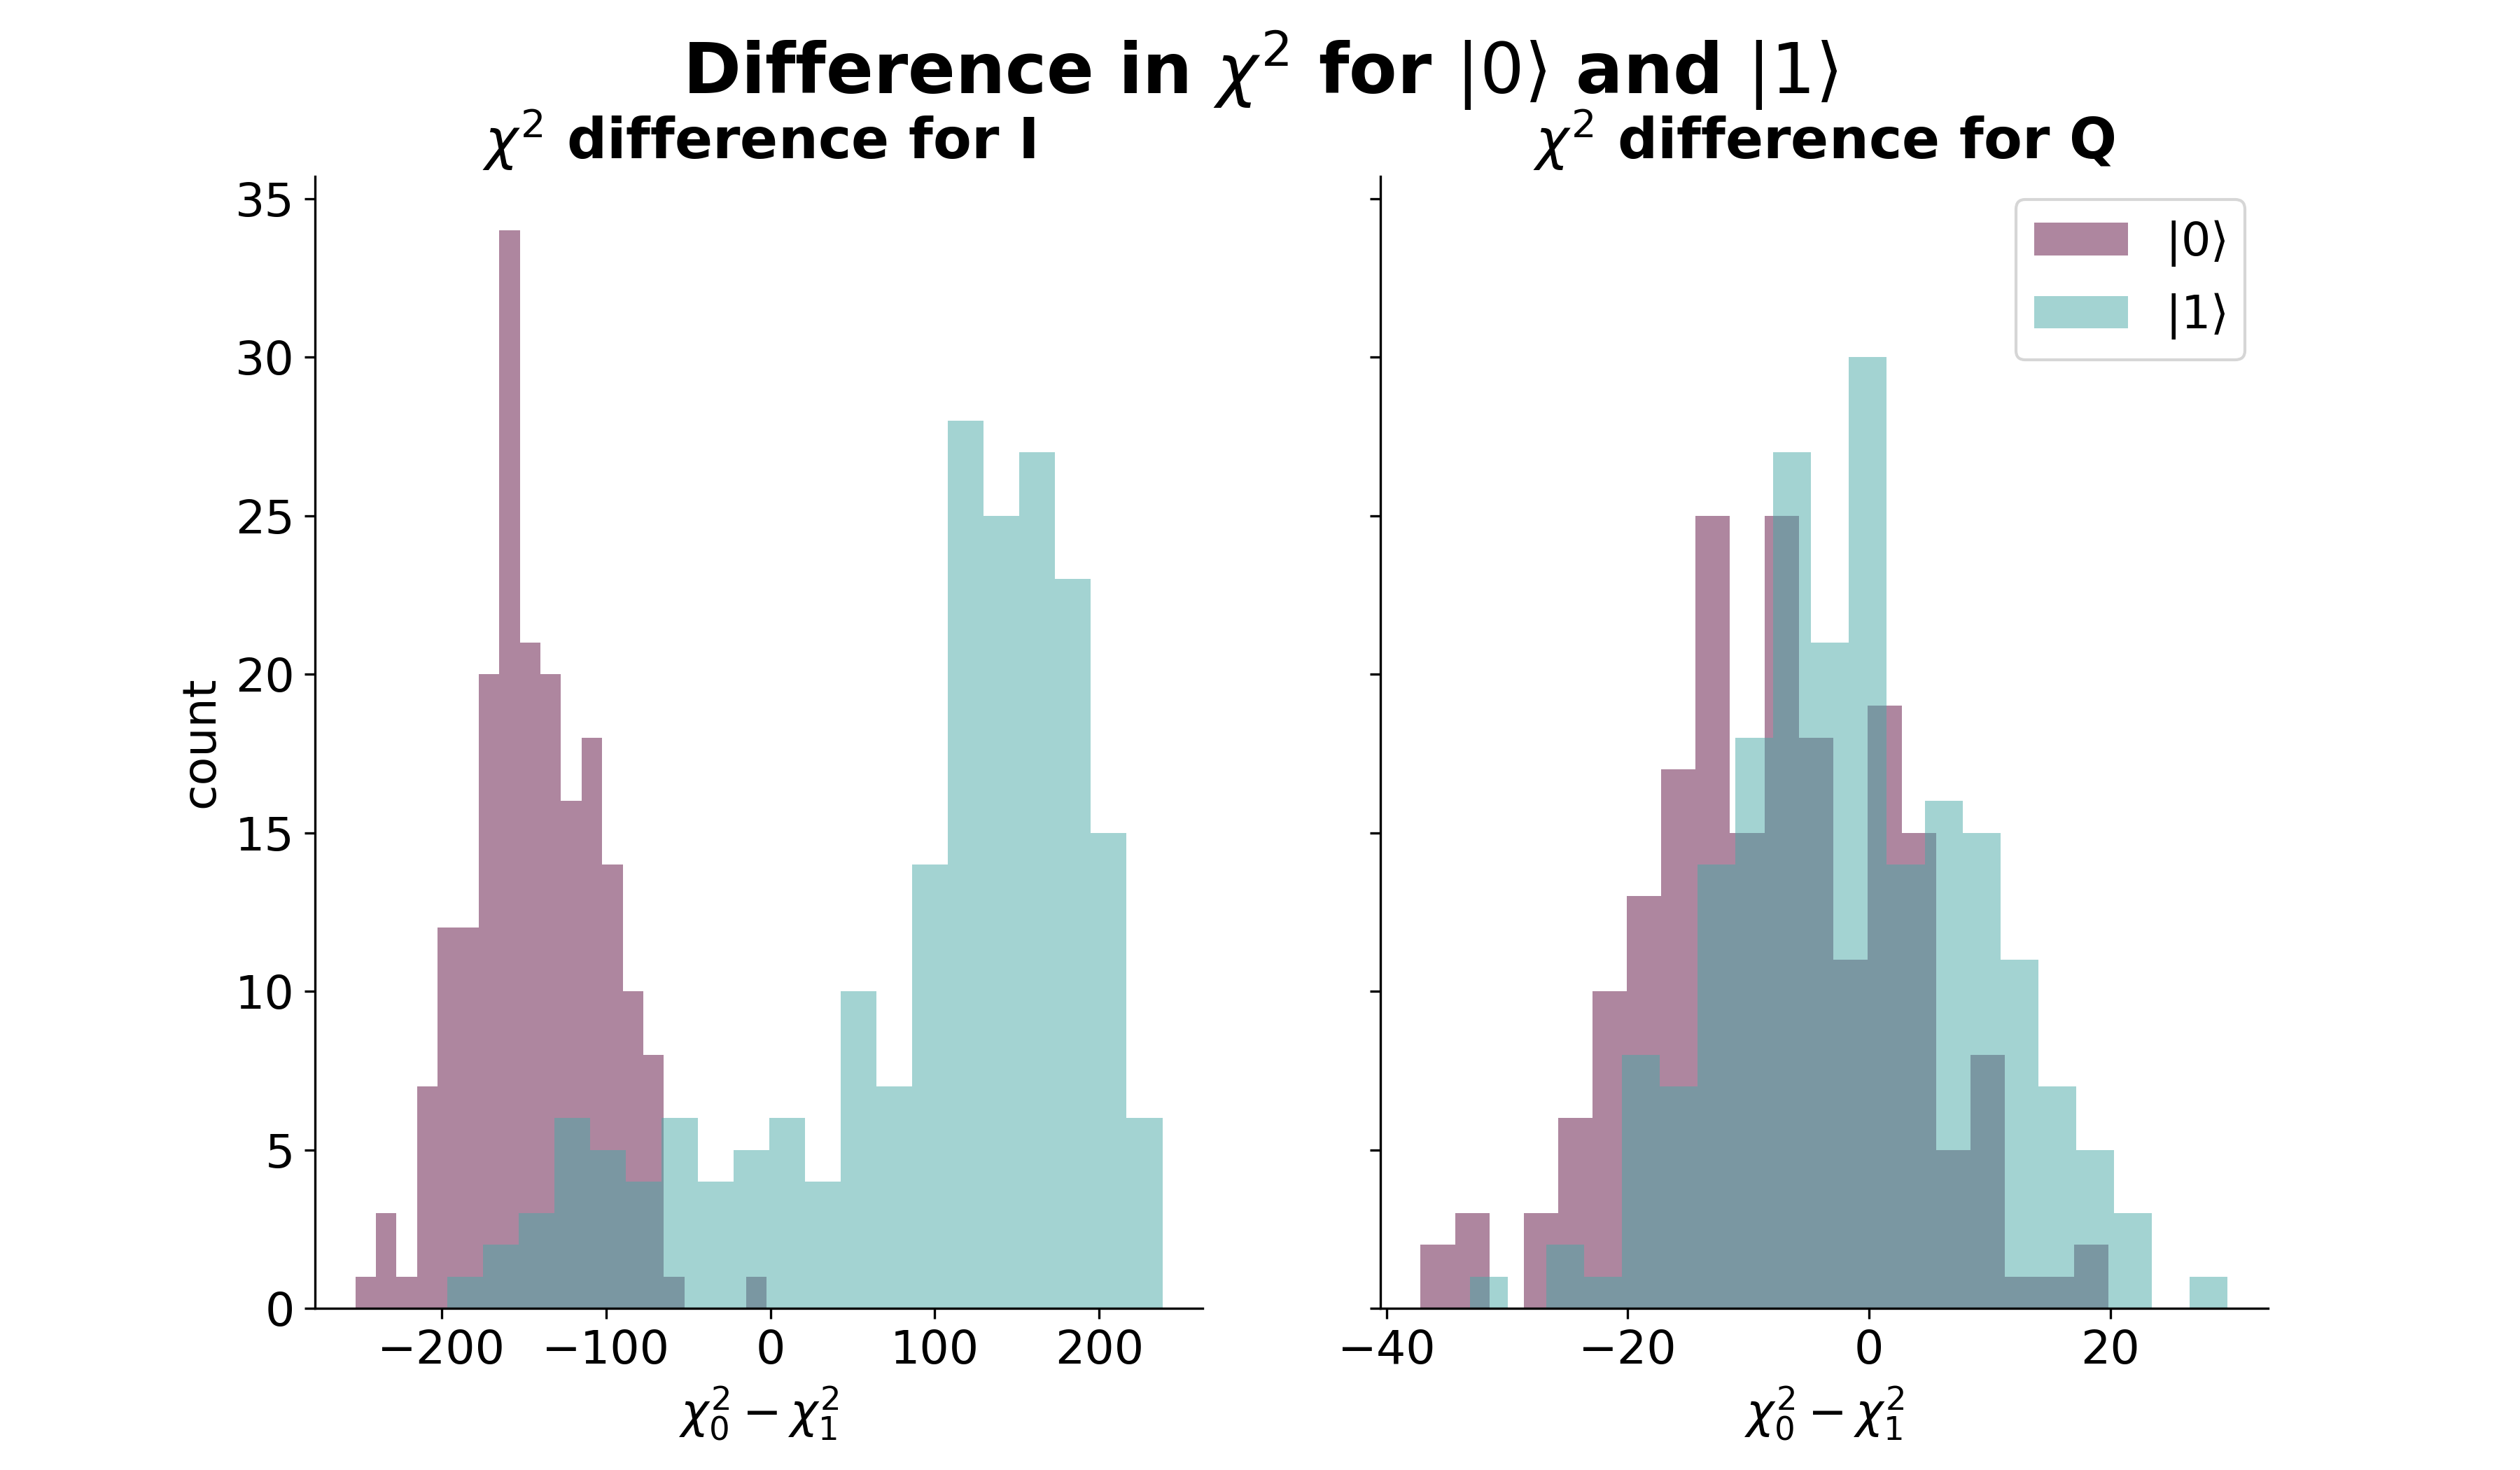 Difference in χ² for |0⟩ and |1⟩
χ² difference for I
35
30
25
20
15
10
5
0
count
−200 −100 0 100 200
χ₀² − χ₁²
χ² difference for Q
|0⟩
|1⟩
−40 −20 0 20
χ₀² − χ₁²